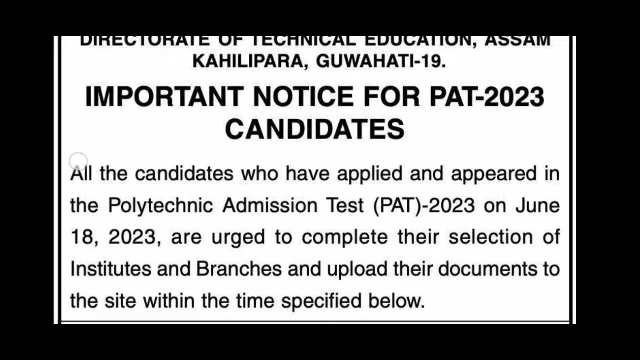 DIRECTORATE OF TECHNICAL EDUCATION, ASSAM
KAHILIPARA, GUWAHATI-19.
IMPORTANT NOTICE FOR PAT-2023
CANDIDATES
All the candidates who have applied and appeared in
the Polytechnic Admission Test (PAT)-2023 on June
18, 2023, are urged to complete their selection of
Institutes and Branches and upload their documents to
the site within the time specified below.